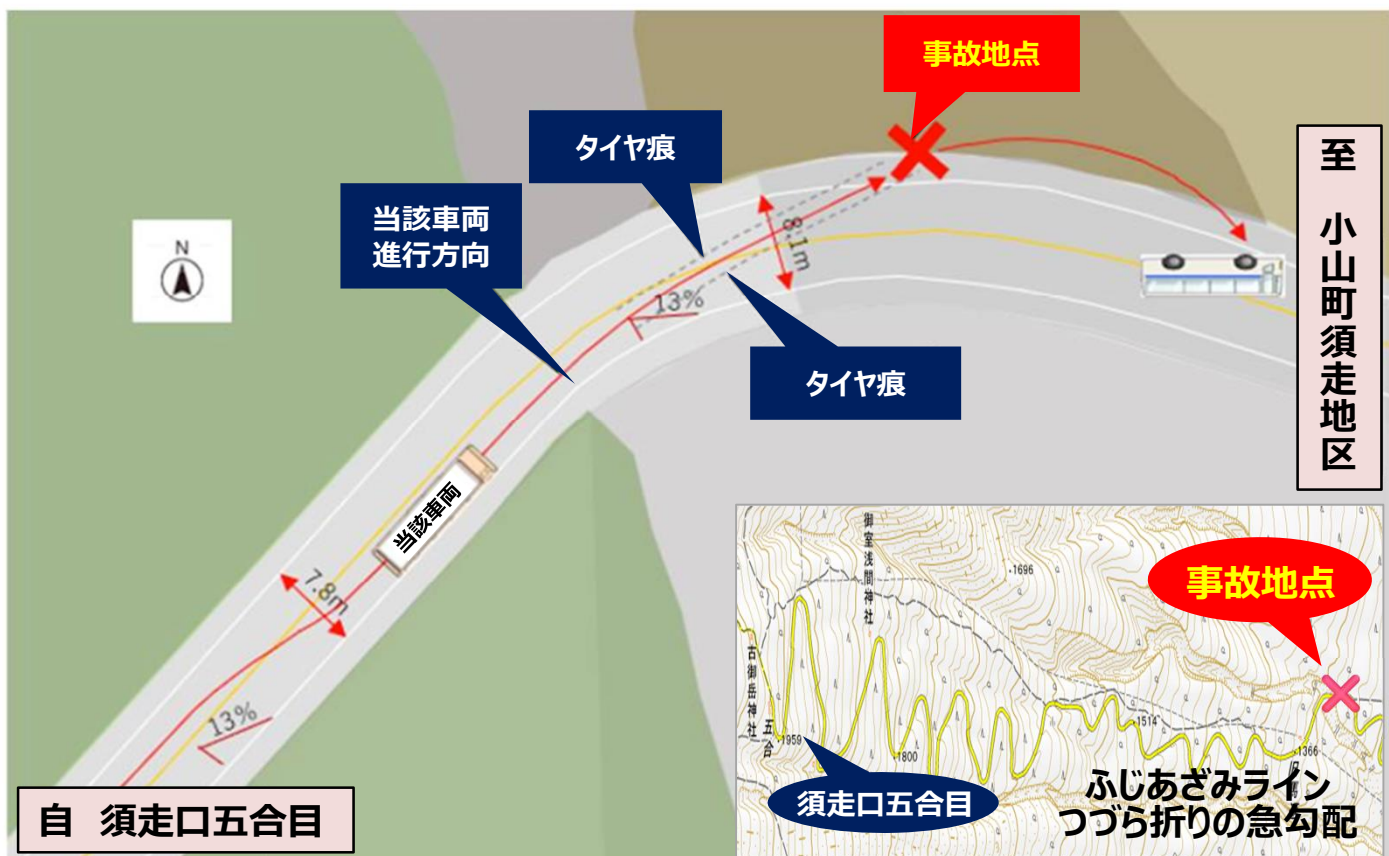 事故地点
タイヤ痕
当該車両
進行方向
N
8.1m
13%
タイヤ痕
至 小山町須走地区
当該車両
7.8m
13%
自 須走口五合目
御室浅間神社
1696
事故地点
古御岳神社
五合
1959
1800
1514
1366
須走口五合目
ふじあざみライン
つづら折りの急勾配